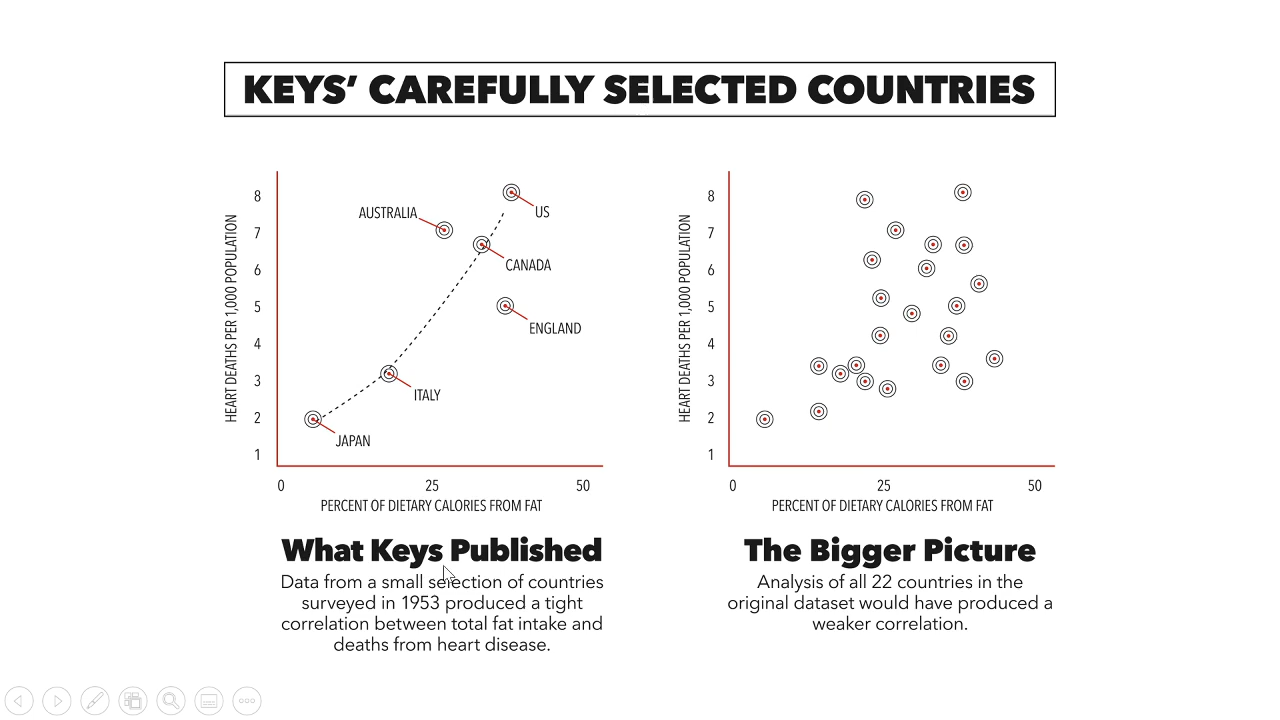 KEYS’ CAREFULLY SELECTED COUNTRIES
HEART DEATHS PER 1,000 POPULATION
8
7
6
5
4
3
2
1
AUSTRALIA
US
CANADA
ENGLAND
ITALY
JAPAN
0 25 50
PERCENT OF DIETARY CALORIES FROM FAT
What Keys Published
Data from a small selection of countries
surveyed in 1953 produced a tight
correlation between total fat intake and
deaths from heart disease.
HEART DEATHS PER 1,000 POPULATION
8
7
6
5
4
3
2
1
0 25 50
PERCENT OF DIETARY CALORIES FROM FAT
The Bigger Picture
Analysis of all 22 countries in the
original dataset would have produced a
weaker correlation.